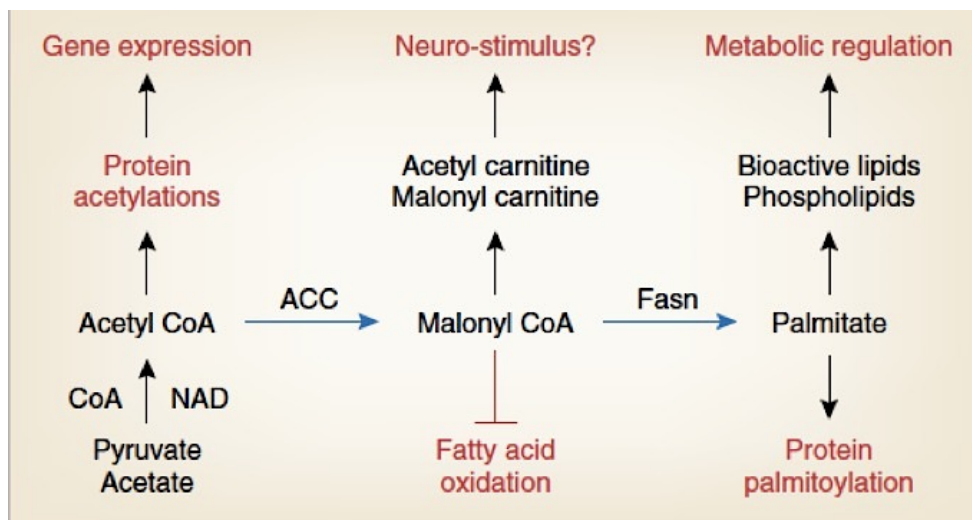 Gene expression
Neuro-stimulus?
Metabolic regulation
Protein
acetylations
Acetyl carnitine
Malonyl carnitine
Bioactive lipids
Phospholipids
Acetyl CoA
ACC
Malonyl CoA
Fasn
Palmitate
CoA
NAD
Pyruvate
Acetate
Fatty acid
oxidation
Protein
palmitoylation